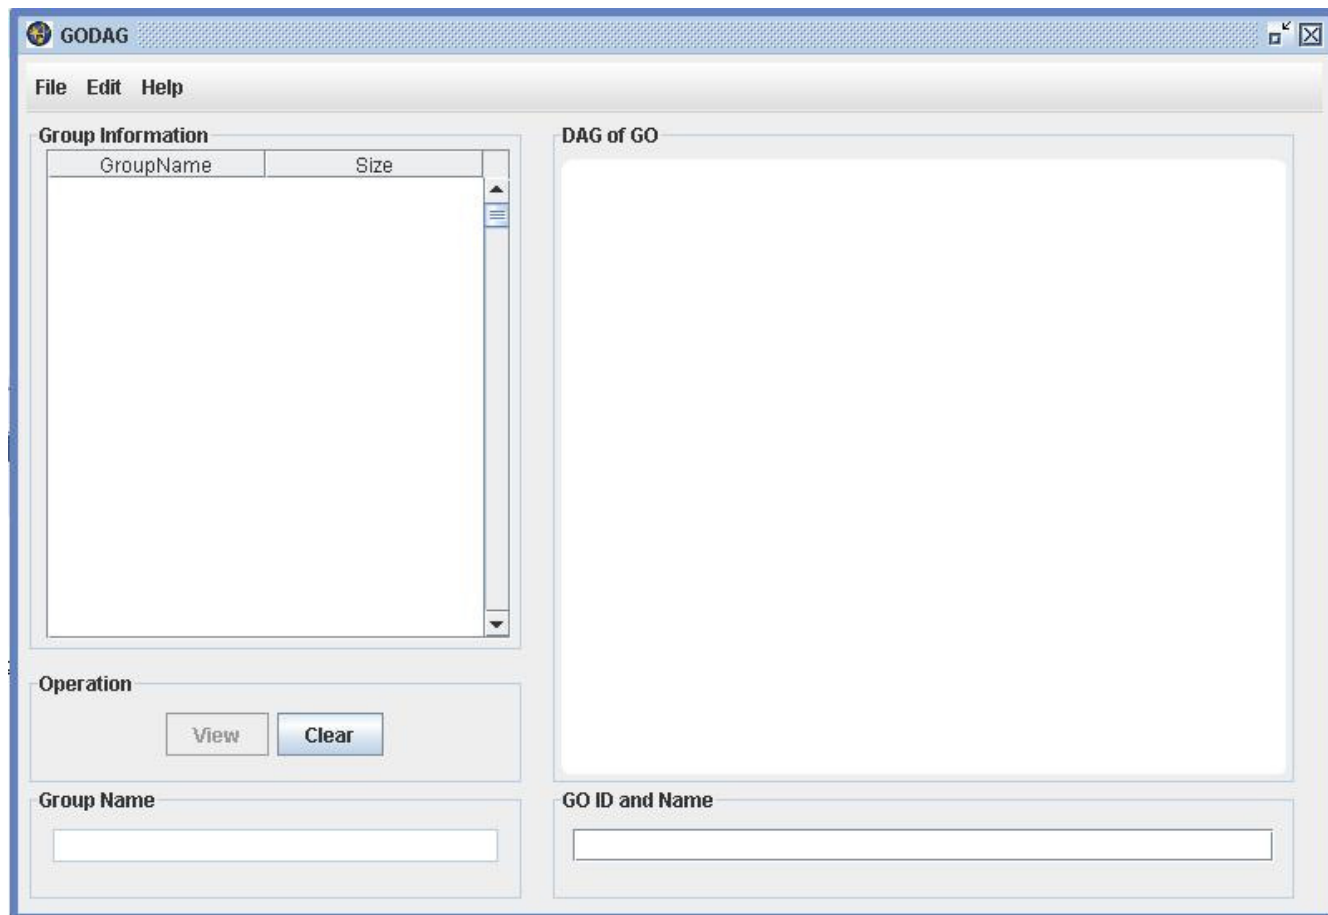 GODAG
File Edit Help
Group Information
GroupName Size
DAG of GO
Operation
View Clear
Group Name
GO ID and Name